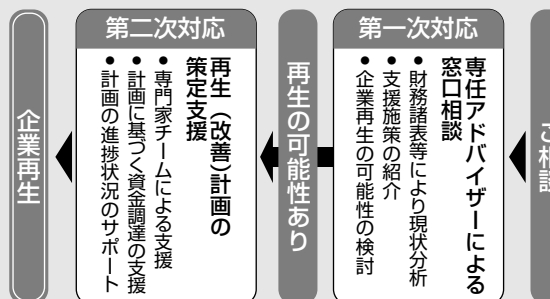 ご相談
第一次対応
専任アドバイザーによる
窓口相談
●財務諸表等により現状分析
●支援施策の紹介
●企業再生の可能性の検討
再生の可能性あり
第二次対応
再生（改善）計画の
策定支援
●専門家チームによる支援
●計画に基づく資金調達の支援
●計画の進捗状況のサポート
企業再生